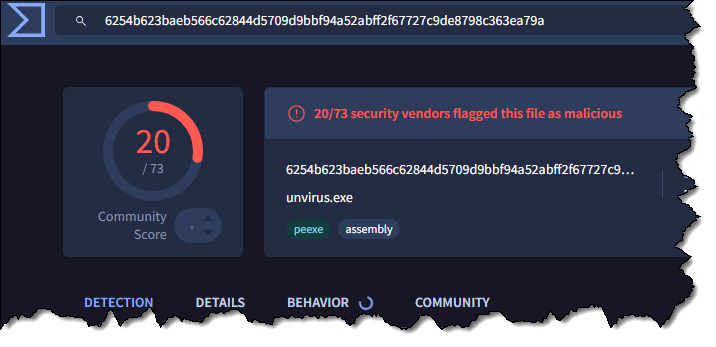 6254b623baeb566c62844d5709d9bbf94a52abff2f67727c9de8798c363ea79a
20
/ 73
Community
Score
20/73 security vendors flagged this file as malicious
6254b623baeb566c62844d5709d9bbf94a52abff2f67727c9...
unvirus.exe
peexe assembly
DETECTION DETAILS BEHAVIOR COMMUNITY